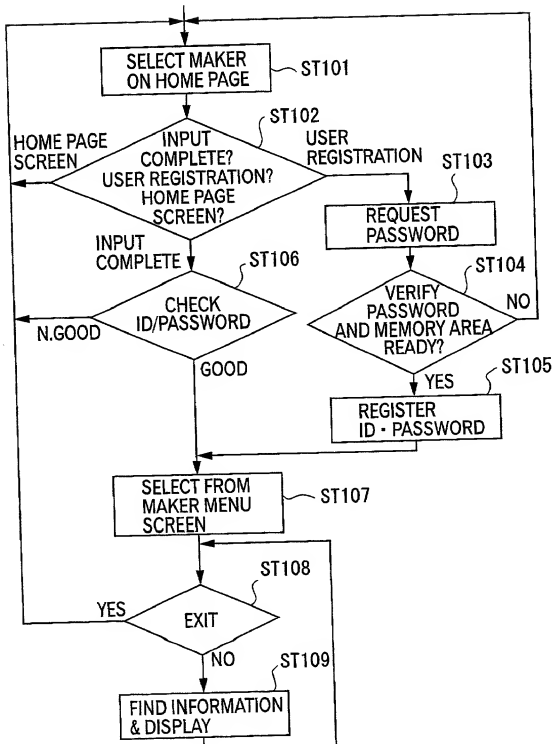 SELECT MAKER
ON HOME PAGE
ST101
ST102
HOME PAGE
SCREEN
INPUT
COMPLETE?
USER REGISTRATION?
HOME PAGE
SCREEN?
USER
REGISTRATION
ST103
REQUEST
PASSWORD
INPUT
COMPLETE
ST106
ST104
CHECK
ID/PASSWORD
N.GOOD
GOOD
VERIFY
PASSWORD
AND MEMORY AREA
READY?
NO
YES
ST105
REGISTER
ID - PASSWORD
SELECT FROM
MAKER MENU
SCREEN
ST107
ST108
YES
EXIT
NO
ST109
FIND INFORMATION
& DISPLAY